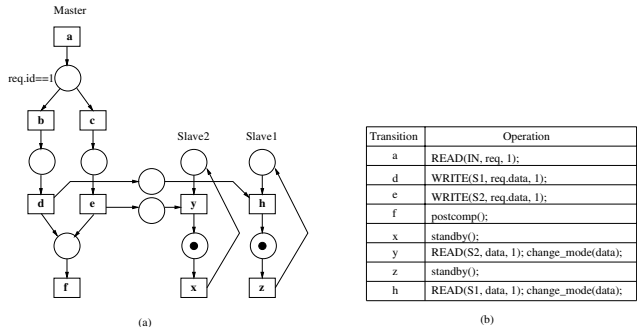 Master
a
req.id==1
b
c
Slave2
Slave1
d
e
y
h
f
x
z
(a)
Transition Operation
a READ(IN, req, 1);
d WRITE(S1, req.data, 1);
e WRITE(S2, req.data, 1);
f postcomp();
x standby();
y READ(S2, data, 1); change_mode(data);
z standby();
h READ(S1, data, 1); change_mode(data);
(b)